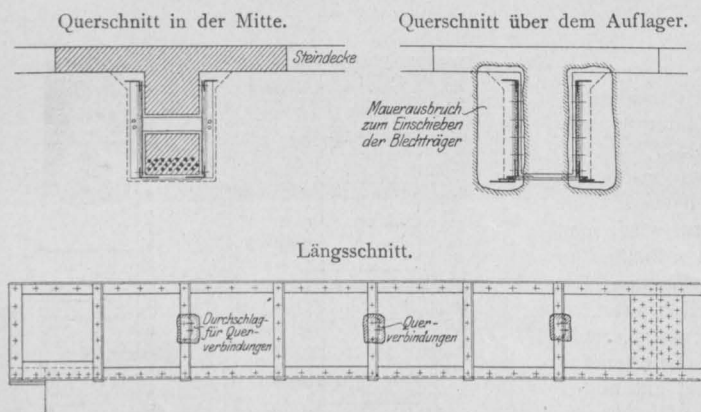 Querschnitt in der Mitte.
Querschnitt über dem Auflager.
Steindecke
Mauerausbruch
zum Einschieben
der Blechträger
Längsschnitt.
Durchschlag-
für Quer-
verbindungen
Quer-
verbindungen